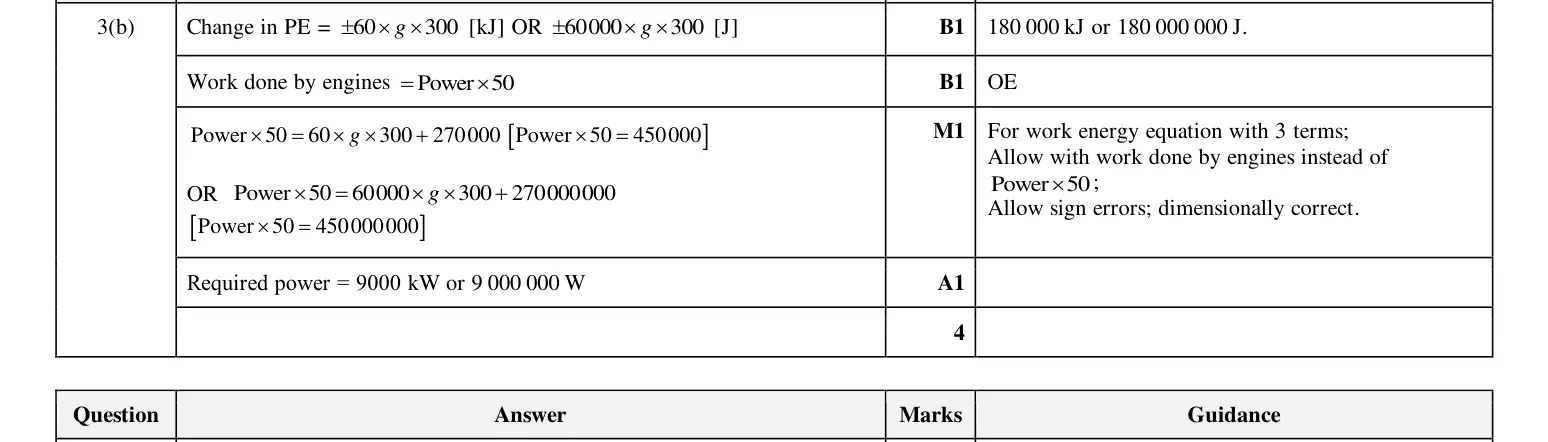 3(b) Change in PE = ±60× g ×300 [kJ] OR ±60000× g ×300 [J] B1 180 000 kJ or 180 000 000 J.
Work done by engines =Power×50 B1 OE
Power×50=60× g ×300+270000 [Power×50=450000] M1 For work energy equation with 3 terms;
Allow with work done by engines instead of
Power×50;
OR Power×50=60000× g ×300+270000000
Allow sign errors; dimensionally correct.
[Power×50=450000000]
Required power = 9000 kW or 9 000 000 W A1
4
Question Answer Marks Guidance